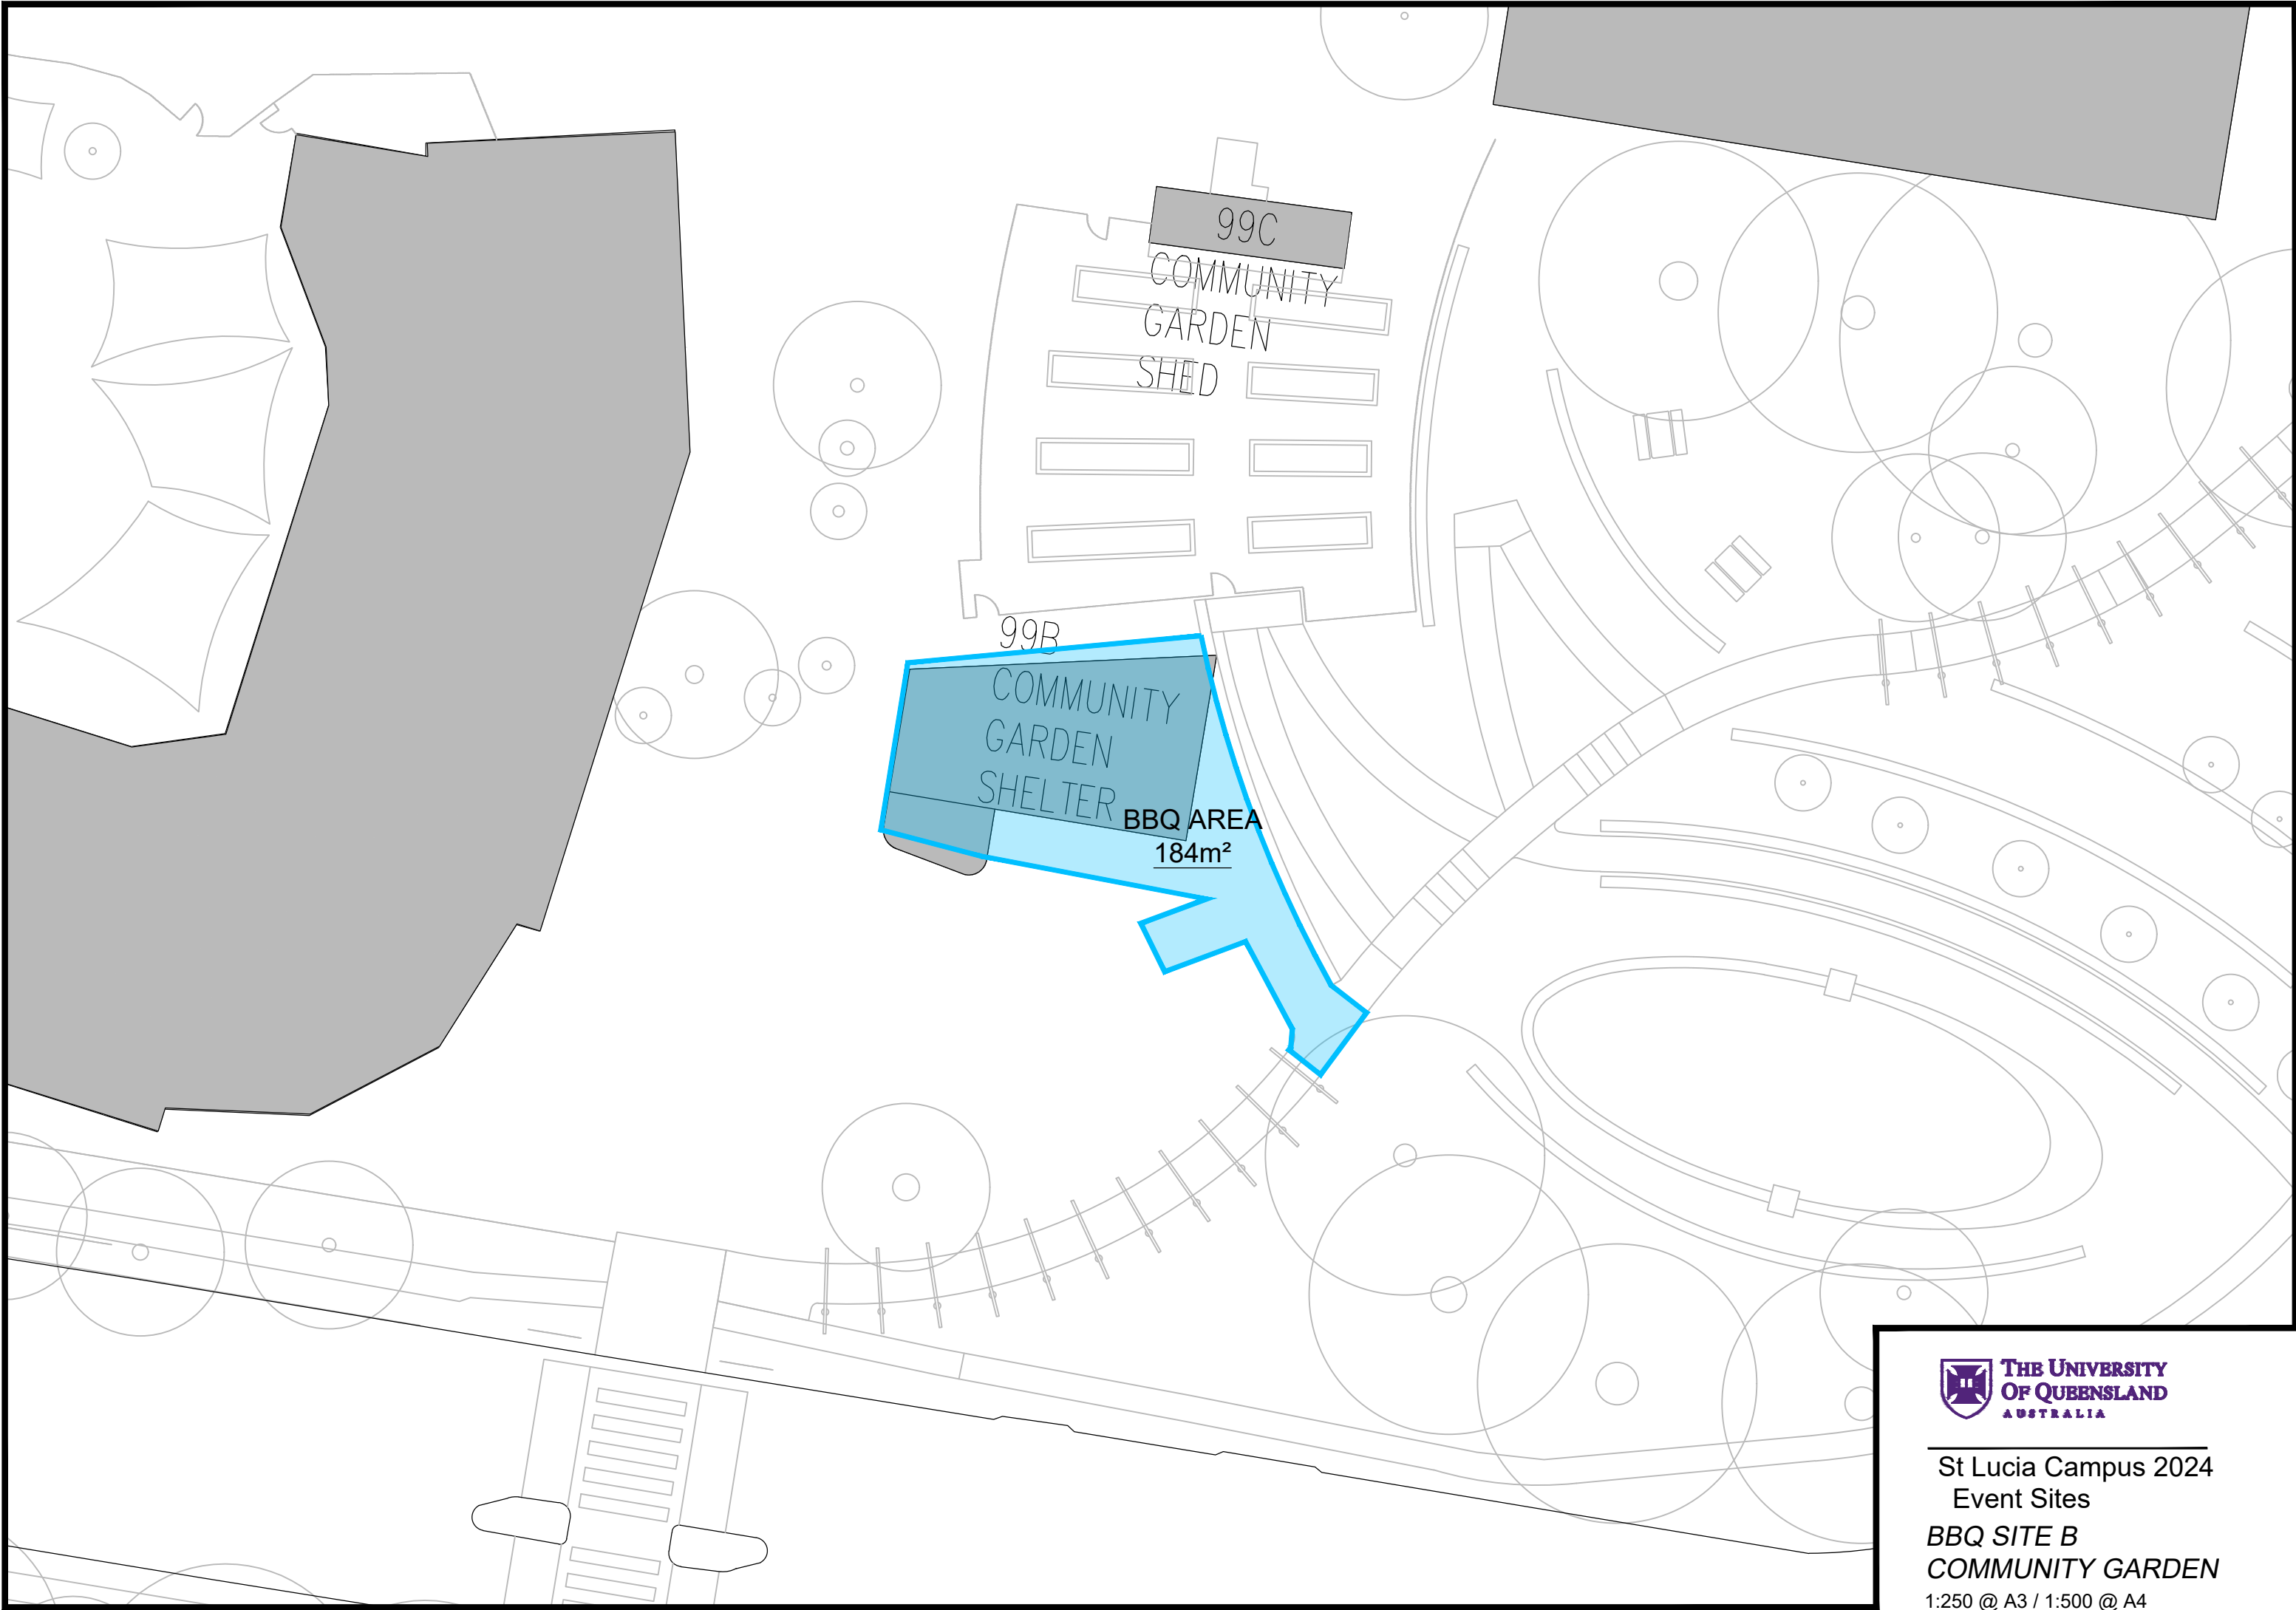 99C
COMMUNITY
GARDEN
SHED
99B
COMMUNITY
GARDEN
SHELTER
BBQ AREA
184m²
THE UNIVERSITY
OF QUEENSLAND
AUSTRALIA
St Lucia Campus 2024
Event Sites
BBQ SITE B
COMMUNITY GARDEN
1:250 @ A3 / 1:500 @ A4